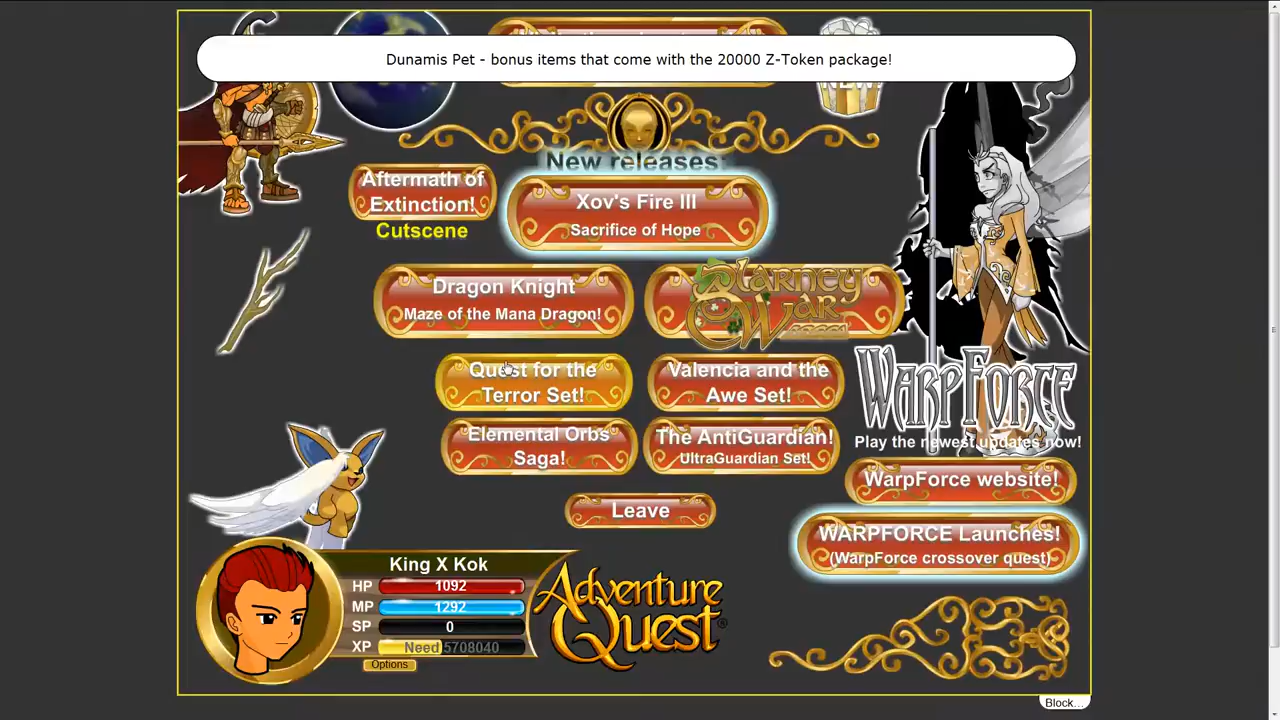 Dunamis Pet - bonus items that come with the 20000 Z-Token package!
New releases:
Aftermath of
Extinction!
Cutscene
Xov's Fire III
Sacrifice of Hope
Dragon Knight
Maze of the Mana Dragon!
Blarney
War
Quest for the
Terror Set!
Valencia and the
Awe Set!
WarpForce
Play the newest updates now!
Elemental Orbs
Saga!
The AntiGuardian!
UltraGuardian Set!
WarpForce website!
Leave
WARPFORCE Launches!
(WarpForce crossover quest)
King X Kok
HP 1092
MP 1292
SP 0
XP Need 5708040
Options
Adventure
Quest
Block...